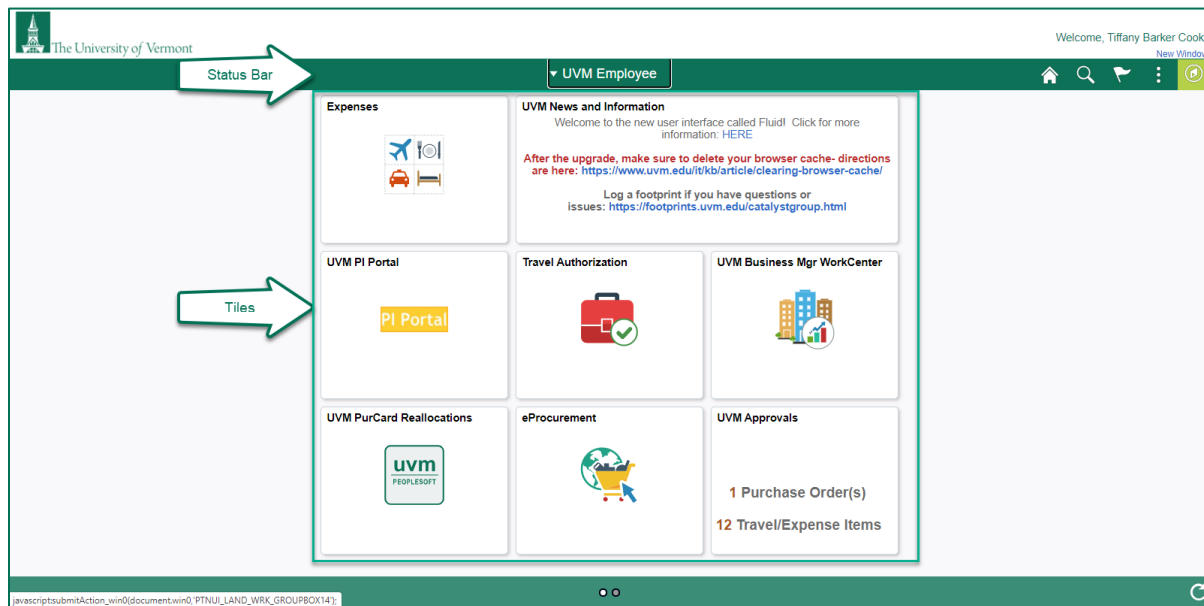 The University of Vermont
Welcome, Tiffany Barker Cook
New Window
Status Bar
UVM Employee
Expenses
UVM News and Information
Welcome to the new user interface called Fluid! Click for more
information: HERE
After the upgrade, make sure to delete your browser cache- directions
are here: https://www.uvm.edu/it/kb/article/clearing-browser-cache/
Log a footprint if you have questions or
issues: https://footprints.uvm.edu/catalystgroup.html
Tiles
UVM PI Portal
PI Portal
Travel Authorization
UVM Business Mgr WorkCenter
UVM PurCard Reallocations
uvm
PEOPLESOFT
eProcurement
UVM Approvals
1 Purchase Order(s)
12 Travel/Expense Items
javascript:submitAction_win0(document.win0,'PTNUI_LAND_WRK_GROUPBOX14');